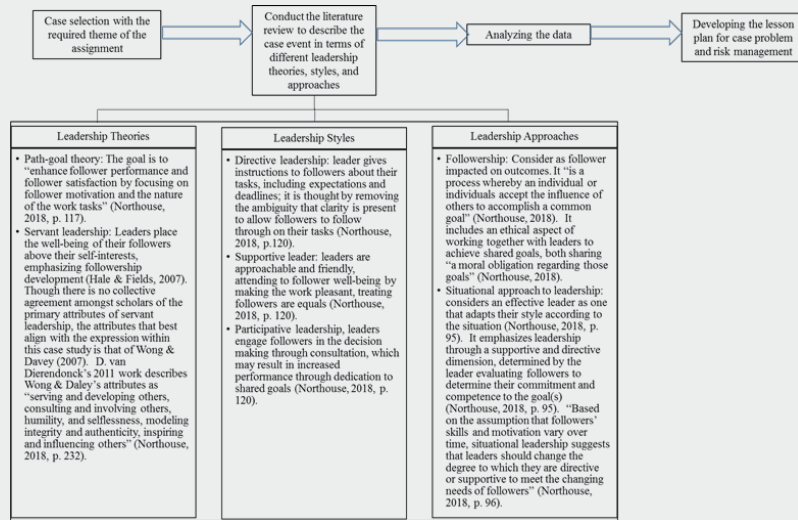 Case selection with the
required theme of the
assignment
Conduct the literature
review to describe the
case event in terms of
different leadership
theories, styles, and
approaches
Analyzing the data
Developing the lesson
plan for case problem
and risk management
Leadership Theories
• Path-goal theory: The goal is to
“enhance follower performance and
follower satisfaction by focusing on
follower motivation and the nature of
the work tasks” (Northouse,
2018, p. 117).
• Servant leadership: Leaders place
the well-being of their followers
above their self-interests,
emphasizing followership
development (Hale & Fields, 2007).
Though there is no collective
agreement amongst scholars of the
primary attributes of servant
leadership, the attributes that best
align with the expression within
this case study is that of Wong &
Davey (2007). D. van
Dierendonck’s 2011 work describes
Wong & Daley’s attributes as
“serving and developing others,
consulting and involving others,
humility, and selflessness, modeling
integrity and authenticity, inspiring
and influencing others” (Northouse,
2018, p. 232).
Leadership Styles
• Directive leadership: leader gives
instructions to followers about their
tasks, including expectations and
deadlines; it is thought by removing
the ambiguity that clarity is present
to allow followers to follow
through on their tasks (Northouse,
2018, p.120).
• Supportive leader: leaders are
approachable and friendly,
attending to follower well-being by
making the work pleasant, treating
followers are equals (Northouse,
2018, p. 120).
• Participative leadership, leaders
engage followers in the decision
making through consultation, which
may result in increased
performance through dedication to
shared goals (Northouse, 2018, p.
120).
Leadership Approaches
• Followership: Consider as follower
impacted on outcomes. It “is
a process whereby an individual or
individuals accept the influence of
others to accomplish a common
goal” (Northouse, 2018). It
includes an ethical aspect of
working together with leaders to
achieve shared goals, both sharing
“a moral obligation regarding those
goals” (Northouse, 2018).
• Situational approach to leadership:
considers an effective leader as one
that adapts their style according to
the situation (Northouse, 2018, p.
95). It emphasizes leadership
through a supportive and directive
dimension, determined by the
leader evaluating followers to
determine their commitment and
competence to the goal(s)
(Northouse, 2018, p. 95). “Based
on the assumption that followers’
skills and motivation vary over
time, situational leadership suggests
that leaders should change the
degree to which they are directive
or supportive to meet the changing
needs of followers” (Northouse,
2018, p. 96).